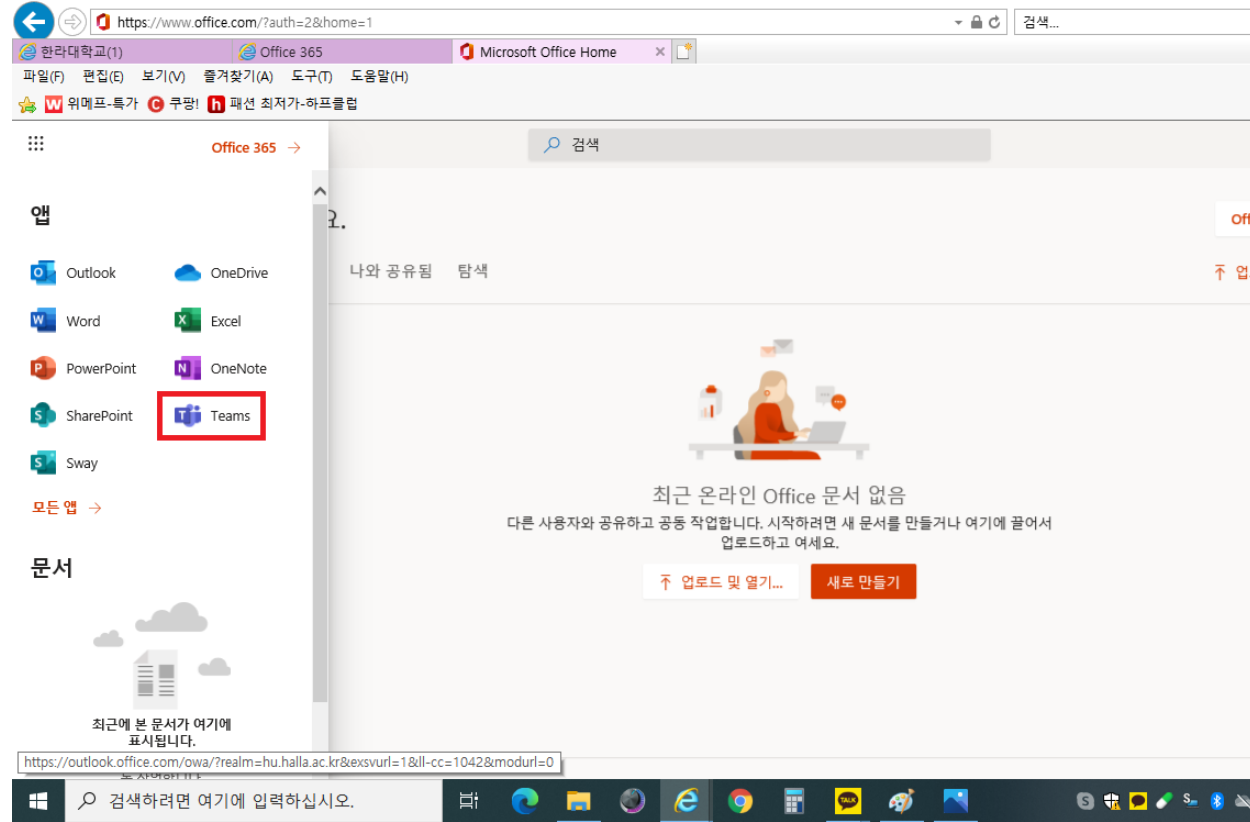 https://www.office.com/?auth=2&home=1
검색...
한라대학교(1)
Office 365
Microsoft Office Home
파일(F) 편집(E) 보기(V) 즐겨찾기(A) 도구(T) 도움말(H)
위메프-특가 쿠팡! 패션 최저가-하프클럽
Office 365 →
검색
앱
요.
Off
Outlook
OneDrive
나와 공유됨 탐색
Word
Excel
PowerPoint
OneNote
SharePoint
Teams
Sway
모든 앱 →
최근 온라인 Office 문서 없음
다른 사용자와 공유하고 공동 작업합니다. 시작하려면 새 문서를 만들거나 여기에 끌어서
업로드하고 여세요.
업로드 및 열기...
새로 만들기
문서
최근에 본 문서가 여기에
표시됩니다.
https://outlook.office.com/owa/?realm=hu.halla.ac.kr&exsvurl=1&ll-cc=1042&modurl=0
검색하려면 여기에 입력하십시오.
TALK